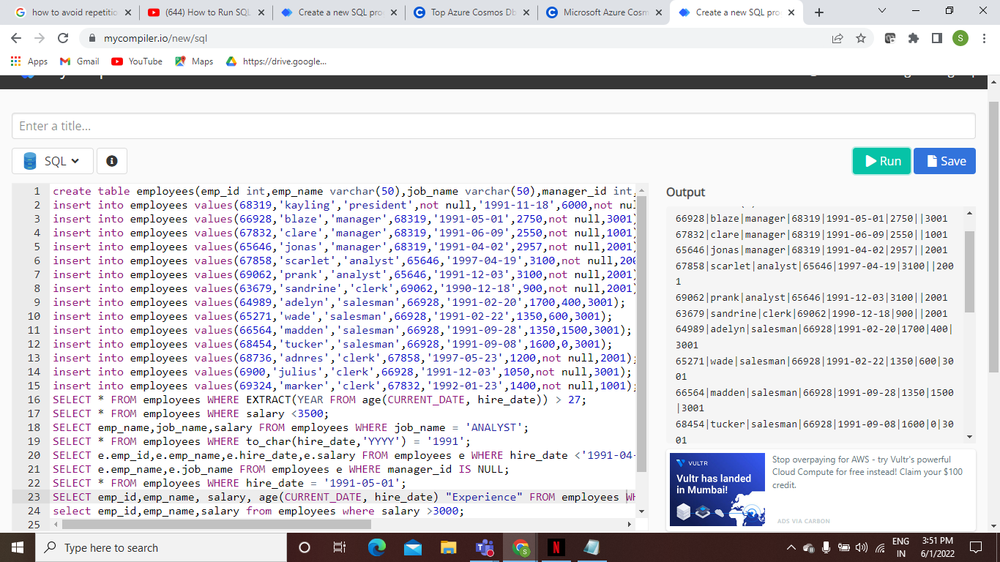 how to avoid repetitio
(644) How to Run SQL
Create a new SQL pro
Top Azure Cosmos Db
Microsoft Azure Cosm
Create a new SQL pro
mycompiler.io/new/sql
S
Apps
Gmail
YouTube
Maps
https://drive.google...
Enter a title...
SQL
Run
Save
1 create table employees(emp_id int,emp_name varchar(50),job_name varchar(50),manager_id int,
2 insert into employees values(68319,'kayling','president',not null,'1991-11-18',6000,not nul
3 insert into employees values(66928,'blaze','manager',68319,'1991-05-01',2750,not null,3001)
4 insert into employees values(67832,'clare','manager',68319,'1991-06-09',2550,not null,1001)
5 insert into employees values(65646,'jonas','manager',68319,'1991-04-02',2957,not null,2001)
6 insert into employees values(67858,'scarlet','analyst',65646,'1997-04-19',3100,not null,200
7 insert into employees values(69062,'prank','analyst',65646,'1991-12-03',3100,not null,2001)
8 insert into employees values(63679,'sandrine','clerk',69062,'1990-12-18',900,not null,2001)
9 insert into employees values(64989,'adelyn','salesman',66928,'1991-02-20',1700,400,3001);
10 insert into employees values(65271,'wade','salesman',66928,'1991-02-22',1350,600,3001);
11 insert into employees values(66564,'madden','salesman',66928,'1991-09-28',1350,1500,3001);
12 insert into employees values(68454,'tucker','salesman',66928,'1991-09-08',1600,0,3001);
13 insert into employees values(68736,'adnres','clerk',67858,'1997-05-23',1200,not null,2001);
14 insert into employees values(6900,'julius','clerk',66928,'1991-12-03',1050,not null,3001);
15 insert into employees values(69324,'marker','clerk',67832,'1992-01-23',1400,not null,1001);
16 SELECT * FROM employees WHERE EXTRACT(YEAR FROM age(CURRENT_DATE, hire_date)) > 27;
17 SELECT * FROM employees WHERE salary <3500;
18 SELECT emp_name,job_name,salary FROM employees WHERE job_name = 'ANALYST';
19 SELECT * FROM employees WHERE to_char(hire_date,'YYYY') = '1991';
20 SELECT e.emp_id,e.emp_name,e.hire_date,e.salary FROM employees e WHERE hire_date <'1991-04-
21 SELECT e.emp_name,e.job_name FROM employees e WHERE manager_id IS NULL;
22 SELECT * FROM employees WHERE hire_date = '1991-05-01';
23 SELECT emp_id,emp_name, salary, age(CURRENT_DATE, hire_date) "Experience" FROM employees WH
24 select emp_id,emp_name,salary from employees where salary >3000;
25
Output
66928|blaze|manager|68319|1991-05-01|2750||3001
67832|clare|manager|68319|1991-06-09|2550||1001
65646|jonas|manager|68319|1991-04-02|2957||2001
67858|scarlet|analyst|65646|1997-04-19|3100||200
1
69062|prank|analyst|65646|1991-12-03|3100||2001
63679|sandrine|clerk|69062|1990-12-18|900||2001
64989|adelyn|salesman|66928|1991-02-20|1700|400|
3001
65271|wade|salesman|66928|1991-02-22|1350|600|30
01
66564|madden|salesman|66928|1991-09-28|1350|1500
|3001
68454|tucker|salesman|66928|1991-09-08|1600|0|30
01
VULTR
Vultr has landed
in Mumbai!
Stop overpaying for AWS - try Vultr's powerful
Cloud Compute for free instead! Claim your $100
credit.
ADS VIA CARBON
Type here to search
ENG
IN
3:51 PM
6/1/2022